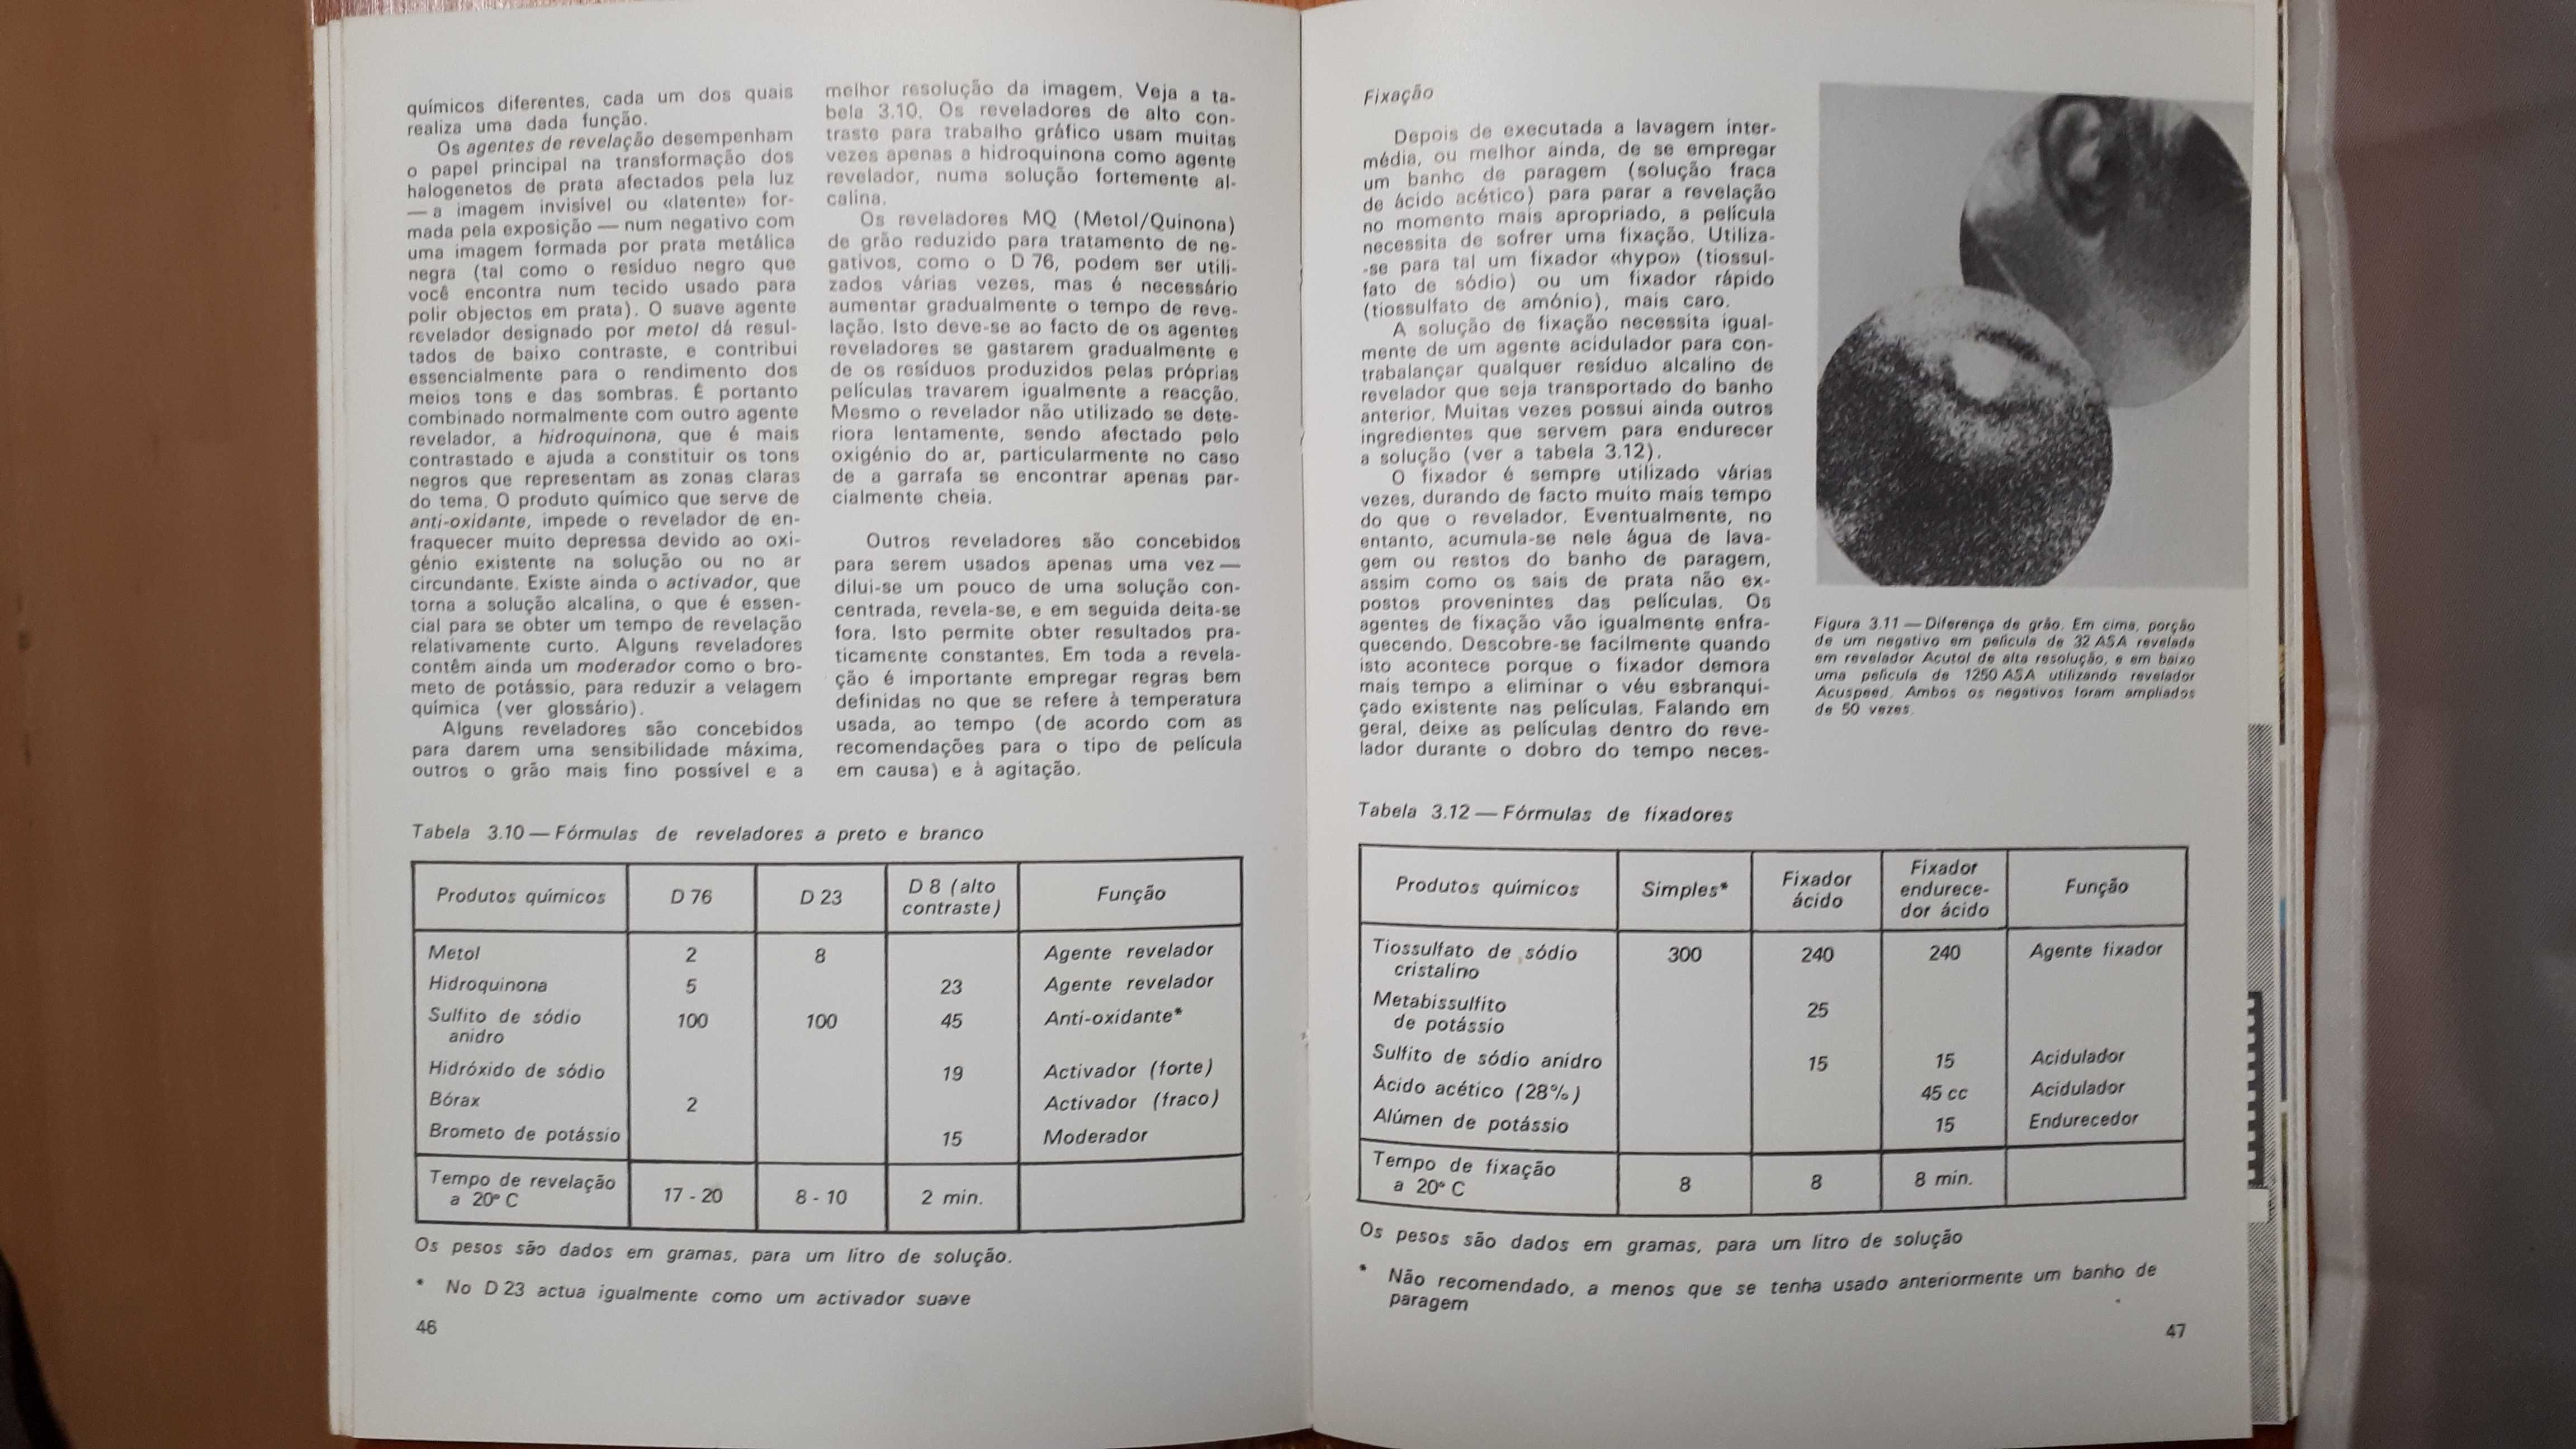 químicos diferentes, cada um dos quais
realiza uma dada função.
Os agentes de revelação desempenham
o papel principal na transformação dos
halogenetos de prata afectados pela luz
— a imagem invisível ou «latente» for-
mada pela exposição — num negativo com
uma imagem formada por prata metálica
negra (tal como o resíduo negro que
você encontra num tecido usado para
polir objectos em prata). O suave agente
revelador designado por metol dá resul-
tados de baixo contraste, e contribui
essencialmente para o rendimento dos
meios tons e das sombras. É portanto
combinado normalmente com outro agente
revelador, a hidroquinona, que é mais
contrastado e ajuda a constituir os tons
negros que representam as zonas claras
do tema. O produto químico que serve de
anti-oxidante, impede o revelador de en-
fraquecer muito depressa devido ao oxi-
génio existente na solução ou no ar
circundante. Existe ainda o activador, que
torna a solução alcalina, o que é essen-
cial para se obter um tempo de revelação
relativamente curto. Alguns reveladores
contêm ainda um moderador como o bro-
meto de potássio, para reduzir a velagem
química (ver glossário).
Alguns reveladores são concebidos
para darem uma sensibilidade máxima,
outros o grão mais fino possível e a
melhor resolução da imagem. Veja a ta-
bela 3.10. Os reveladores de alto con-
traste para trabalho gráfico usam muitas
vezes apenas a hidroquinona como agente
revelador, numa solução fortemente al-
calina.
Os reveladores MQ (Metol/Quinona)
de grão reduzido para tratamento de ne-
gativos, como o D 76, podem ser utili-
zados várias vezes, mas é necessário
aumentar gradualmente o tempo de reve-
lação. Isto deve-se ao facto de os agentes
reveladores se gastarem gradualmente e
de os resíduos produzidos pelas próprias
películas travarem igualmente a reacção.
Mesmo o revelador não utilizado se dete-
riora lentamente, sendo afectado pelo
oxigénio do ar, particularmente no caso
de a garrafa se encontrar apenas par-
cialmente cheia.
Outros reveladores são concebidos
para serem usados apenas uma vez —
dilui-se um pouco de uma solução con-
centrada, revela-se, e em seguida deita-se
fora. Isto permite obter resultados pra-
ticamente constantes. Em toda a revela-
ção é importante empregar regras bem
definidas no que se refere à temperatura
usada, ao tempo (de acordo com as
recomendações para o tipo de película
em causa) e à agitação.
Tabela 3.10 — Fórmulas de reveladores a preto e branco
Produtos químicos D 76 D 23 D 8 (alto contraste) Função
Metol 2 8 Agente revelador
Hidroquinona 5 23 Agente revelador
Sulfito de sódio anidro 100 100 45 Anti-oxidante*
Hidróxido de sódio 19 Activador (forte)
Bórax 2 Activador (fraco)
Brometo de potássio 15 Moderador
Tempo de revelação a 20º C 17 - 20 8 - 10 2 min.
Os pesos são dados em gramas, para um litro de solução.
* No D 23 actua igualmente como um activador suave
46
Fixação
Depois de executada a lavagem inter-
média, ou melhor ainda, de se empregar
um banho de paragem (solução fraca
de ácido acético) para parar a revelação
no momento mais apropriado, a película
necessita de sofrer uma fixação. Utiliza-
-se para tal um fixador «hypo» (tiossul-
fato de sódio) ou um fixador rápido
(tiossulfato de amónio), mais caro.
A solução de fixação necessita igual-
mente de um agente acidulador para con-
trabalançar qualquer resíduo alcalino de
revelador que seja transportado do banho
anterior. Muitas vezes possui ainda outros
ingredientes que servem para endurecer
a solução (ver a tabela 3.12).
O fixador é sempre utilizado várias
vezes, durando de facto muito mais tempo
do que o revelador. Eventualmente, no
entanto, acumula-se nele água de lava-
gem ou restos do banho de paragem,
assim como os sais de prata não ex-
postos provenintes das películas. Os
agentes de fixação vão igualmente enfra-
quecendo. Descobre-se facilmente quando
isto acontece porque o fixador demora
mais tempo a eliminar o véu esbranqui-
çado existente nas películas. Falando em
geral, deixe as películas dentro do reve-
lador durante o dobro do tempo neces-
Figura 3.11 — Diferença de grão. Em cima, porção
de um negativo em película de 32 ASA revelada
em revelador Acutol de alta resolução, e em baixo
uma película de 1250 ASA utilizando revelador
Acuspeed. Ambos os negativos foram ampliados
de 50 vezes.
Tabela 3.12 — Fórmulas de fixadores
Produtos químicos Simples* Fixador ácido Fixador endurece-dor ácido Função
Tiossulfato de sódio cristalino 300 240 240 Agente fixador
Metabissulfito de potássio 25
Sulfito de sódio anidro 15 15 Acidulador
Ácido acético (28%) 45 cc Acidulador
Alúmen de potássio 15 Endurecedor
Tempo de fixação a 20º C 8 8 8 min.
Os pesos são dados em gramas, para um litro de solução
* Não recomendado, a menos que se tenha usado anteriormente um banho de
paragem
47